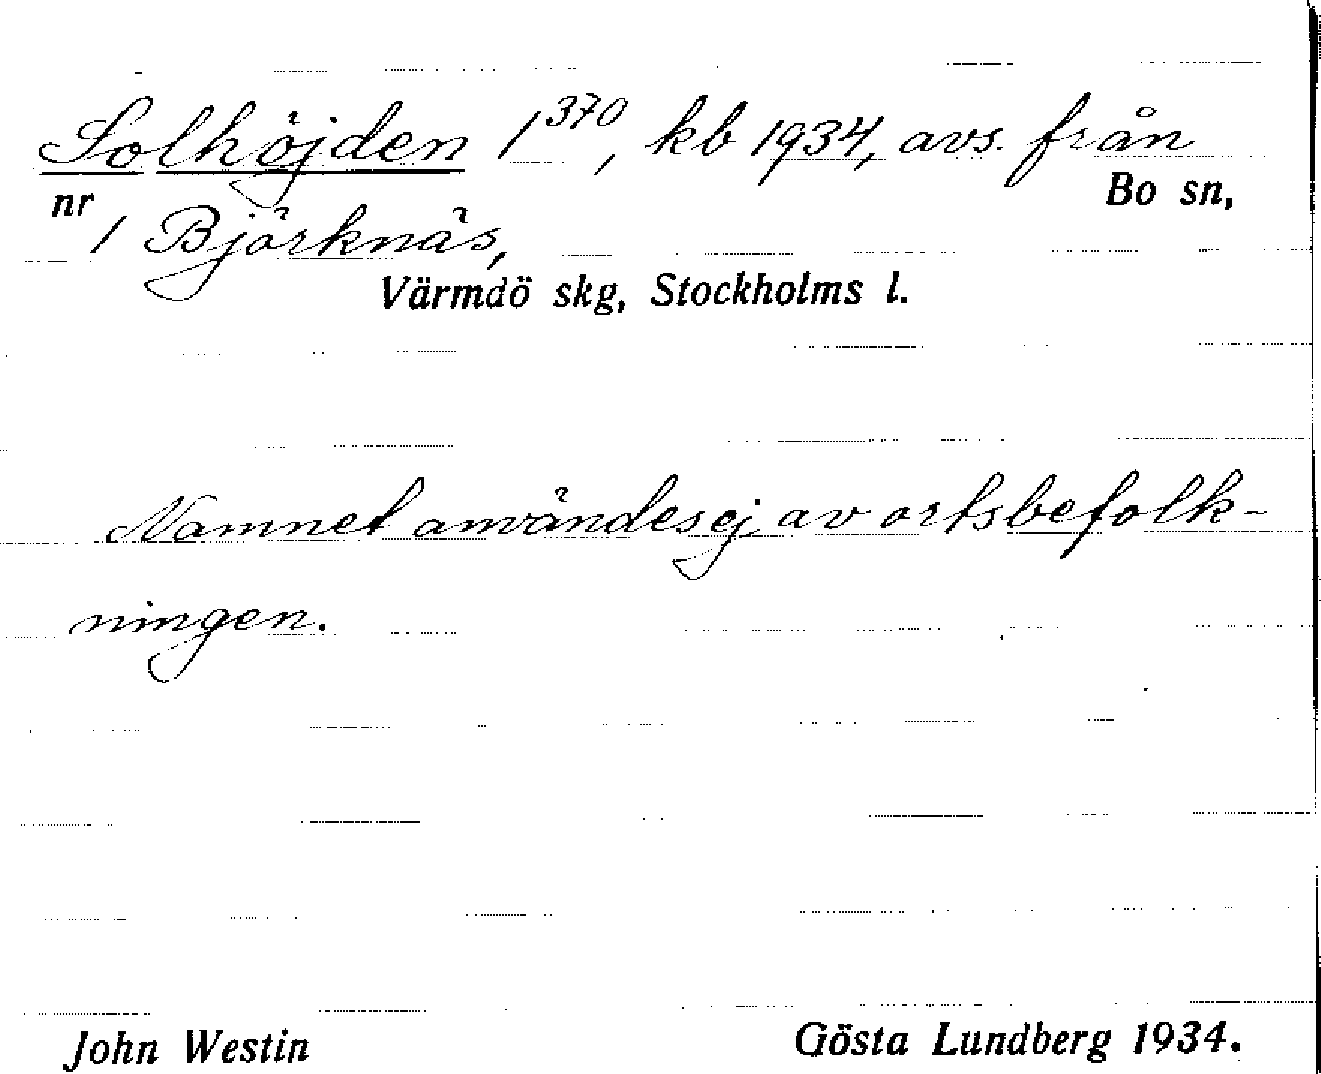 Solhöjden 1³⁷⁰, kb 1934, avs. från
Bo sn,
nr 1 Björknäs,
Värmdö skg, Stockholms l.
Namnet användes ej av ortsbefolk-
ningen.
John Westin Gösta Lundberg 1934.